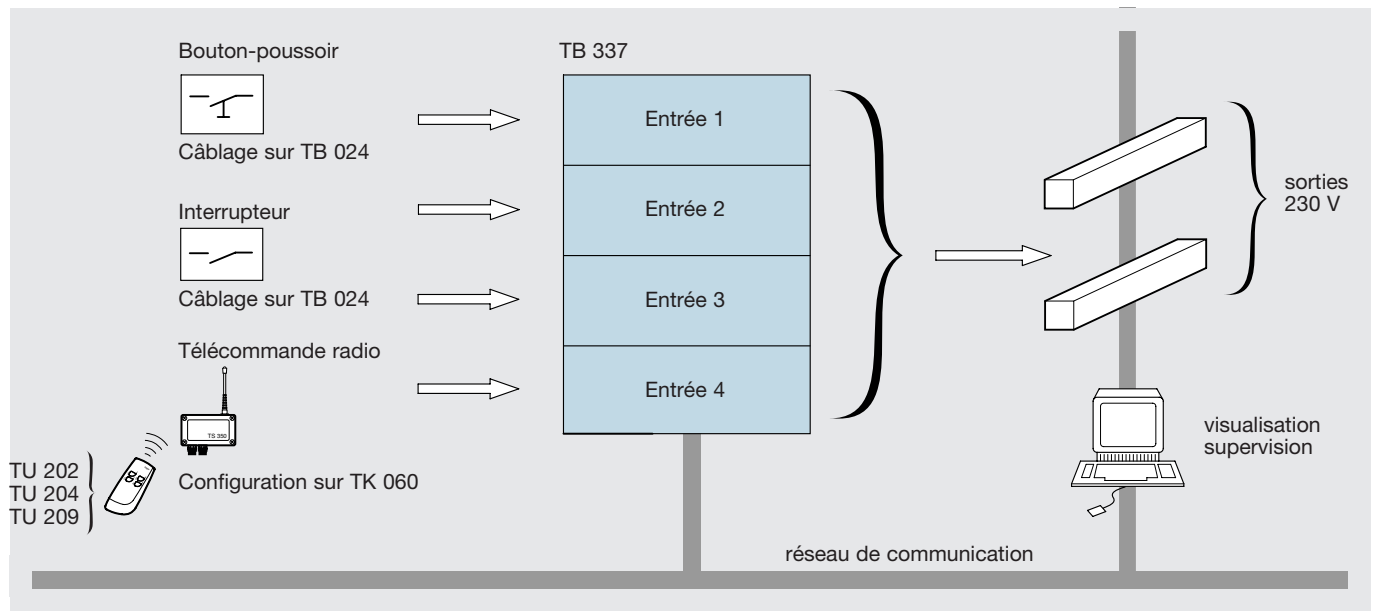 Bouton-poussoir
Câblage sur TB 024
Interrupteur
Câblage sur TB 024
Télécommande radio
TS 350
Configuration sur TK 060
TU 202
TU 204
TU 209
TB 337
Entrée 1
Entrée 2
Entrée 3
Entrée 4
sorties
230 V
visualisation
supervision
réseau de communication